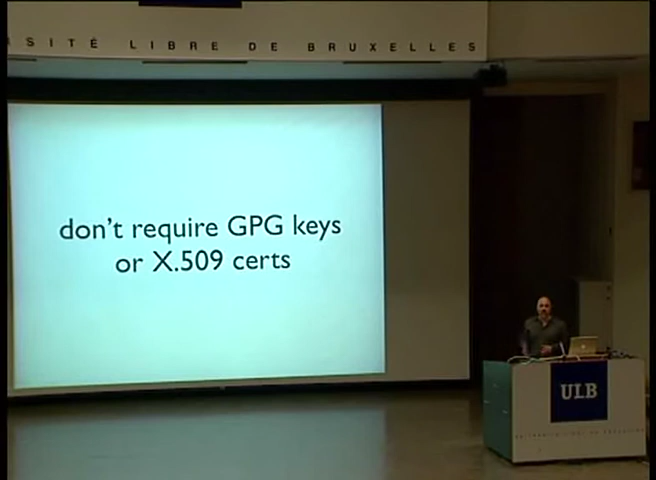 SITÉ LIBRE DE BRUXELLES
don't require GPG keys
or X.509 certs
ULB